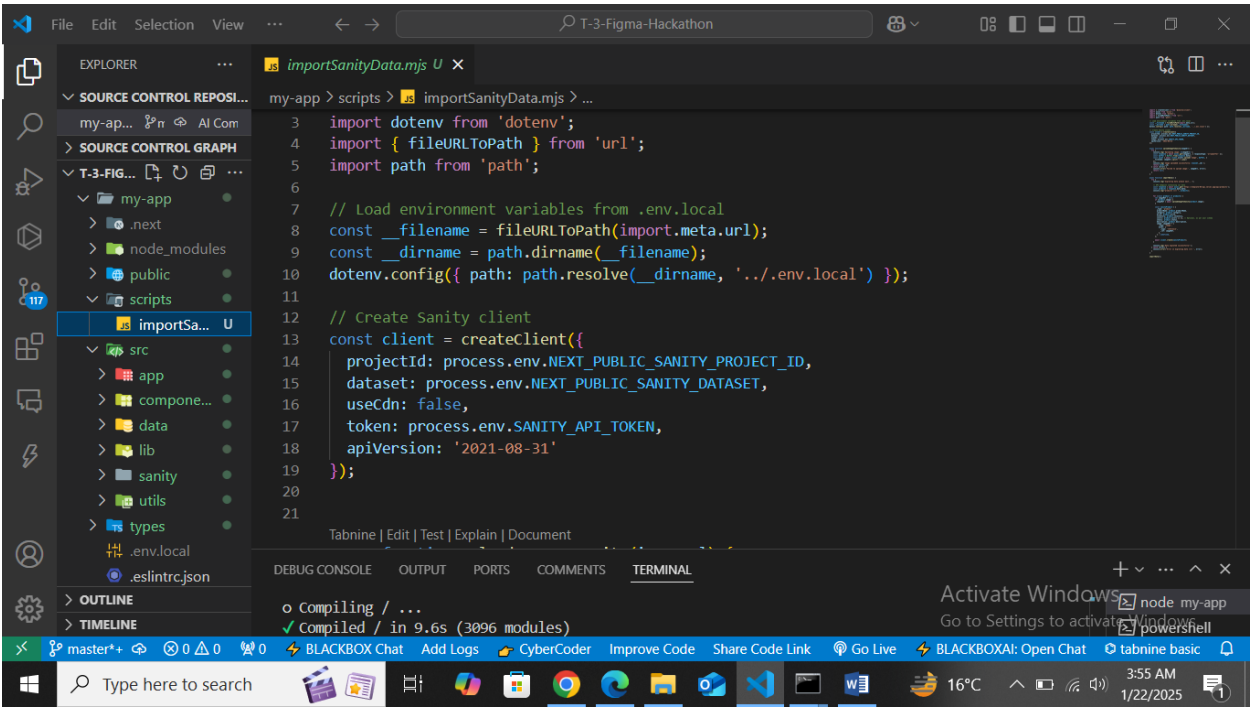 File Edit Selection View ... T-3-Figma-Hackathon
EXPLORER ...
SOURCE CONTROL REPOSI...
my-ap... AI Com
SOURCE CONTROL GRAPH
T-3-FIG... ...
my-app
.next
node_modules
public
scripts
JS importSa... U
src
app
compone...
data
lib
sanity
utils
TS types
.env.local
.eslintrc.json
OUTLINE
TIMELINE
117
JS importSanityData.mjs U
my-app > scripts > JS importSanityData.mjs > ...
3 import dotenv from 'dotenv';
4 import { fileURLToPath } from 'url';
5 import path from 'path';
6
7 // Load environment variables from .env.local
8 const __filename = fileURLToPath(import.meta.url);
9 const __dirname = path.dirname(__filename);
10 dotenv.config({ path: path.resolve(__dirname, '../.env.local') });
11
12 // Create Sanity client
13 const client = createClient({
14 projectId: process.env.NEXT_PUBLIC_SANITY_PROJECT_ID,
15 dataset: process.env.NEXT_PUBLIC_SANITY_DATASET,
16 useCdn: false,
17 token: process.env.SANITY_API_TOKEN,
18 apiVersion: '2021-08-31'
19 });
20
21
Tabnine | Edit | Test | Explain | Document
DEBUG CONSOLE OUTPUT PORTS COMMENTS TERMINAL
○ Compiling / ...
✓ Compiled / in 9.6s (3096 modules)
node my-app
powershell
Activate Windows
Go to Settings to activate Windows.
master*+ 0 0 0 BLACKBOX Chat Add Logs CyberCoder Improve Code Share Code Link Go Live BLACKBOXAI: Open Chat tabnine basic
Type here to search 16°C 3:55 AM
1/22/2025 1